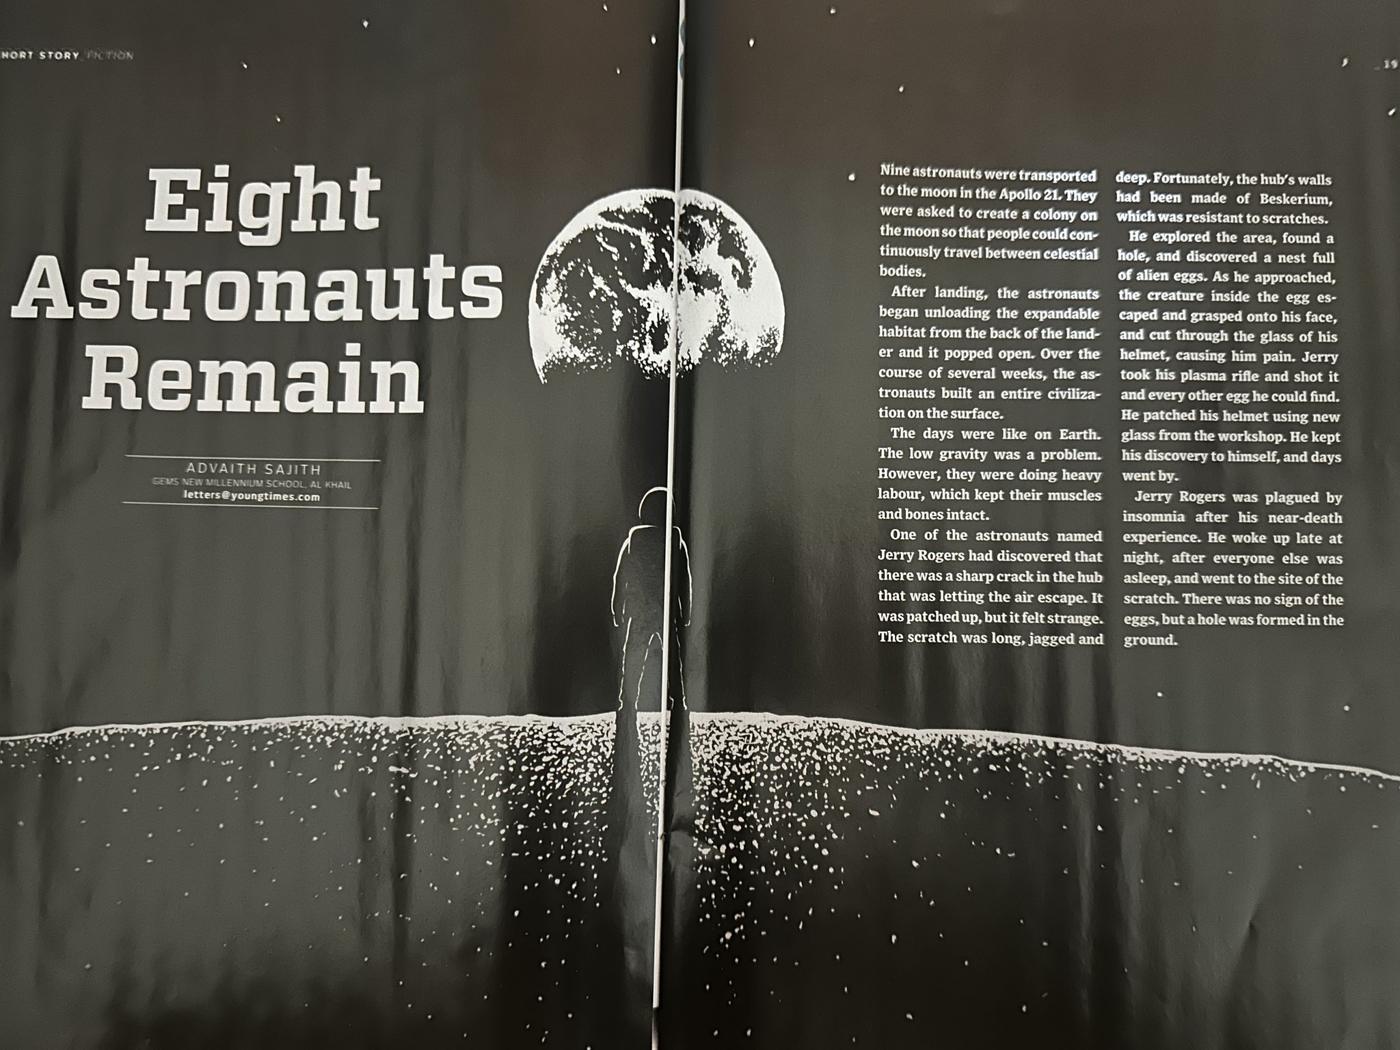 HORT STORY FICTION
19
Eight
Astronauts
Remain
ADVAITH SAJITH
GEMS NEW MILLENNIUM SCHOOL, AL KHAIL
letters@youngtimes.com
Nine astronauts were transported
to the moon in the Apollo 21. They
were asked to create a colony on
the moon so that people could con-
tinuously travel between celestial
bodies.
After landing, the astronauts
began unloading the expandable
habitat from the back of the land-
er and it popped open. Over the
course of several weeks, the as-
tronauts built an entire civiliza-
tion on the surface.
The days were like on Earth.
The low gravity was a problem.
However, they were doing heavy
labour, which kept their muscles
and bones intact.
One of the astronauts named
Jerry Rogers had discovered that
there was a sharp crack in the hub
that was letting the air escape. It
was patched up, but it felt strange.
The scratch was long, jagged and
deep. Fortunately, the hub's walls
had been made of Beskerium,
which was resistant to scratches.
He explored the area, found a
hole, and discovered a nest full
of alien eggs. As he approached,
the creature inside the egg es-
caped and grasped onto his face,
and cut through the glass of his
helmet, causing him pain. Jerry
took his plasma rifle and shot it
and every other egg he could find.
He patched his helmet using new
glass from the workshop. He kept
his discovery to himself, and days
went by.
Jerry Rogers was plagued by
insomnia after his near-death
experience. He woke up late at
night, after everyone else was
asleep, and went to the site of the
scratch. There was no sign of the
eggs, but a hole was formed in the
ground.